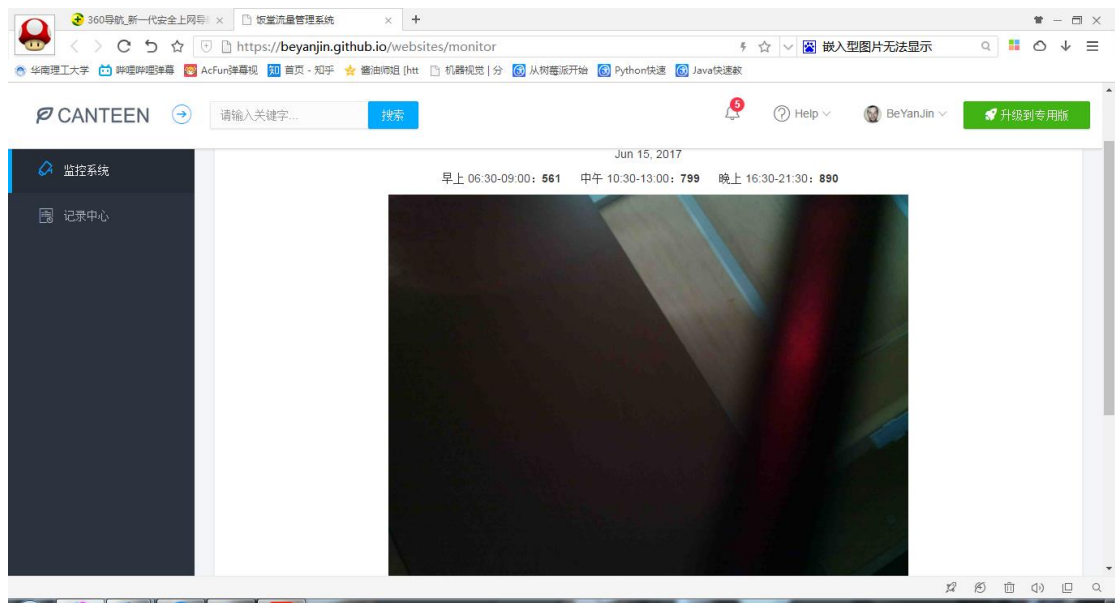 360导航_新一代安全上网导 × 饭堂流量管理系统 × +
https://beyanjin.github.io/websites/monitor 嵌入型图片无法显示
华南理工大学 哔哩哔哩弹幕 AcFun弹幕视 知 首页 - 知乎 酱油师姐 [htt 机器视觉 | 分 从树莓派开始 Python快速 Java快速教
CANTEEN 请输入关键字... 搜索 5 Help BeYanJin 升级到专用版
Jun 15, 2017
监控系统
早上 06:30-09:00: 561 中午 10:30-13:00: 799 晚上 16:30-21:30: 890
记录中心